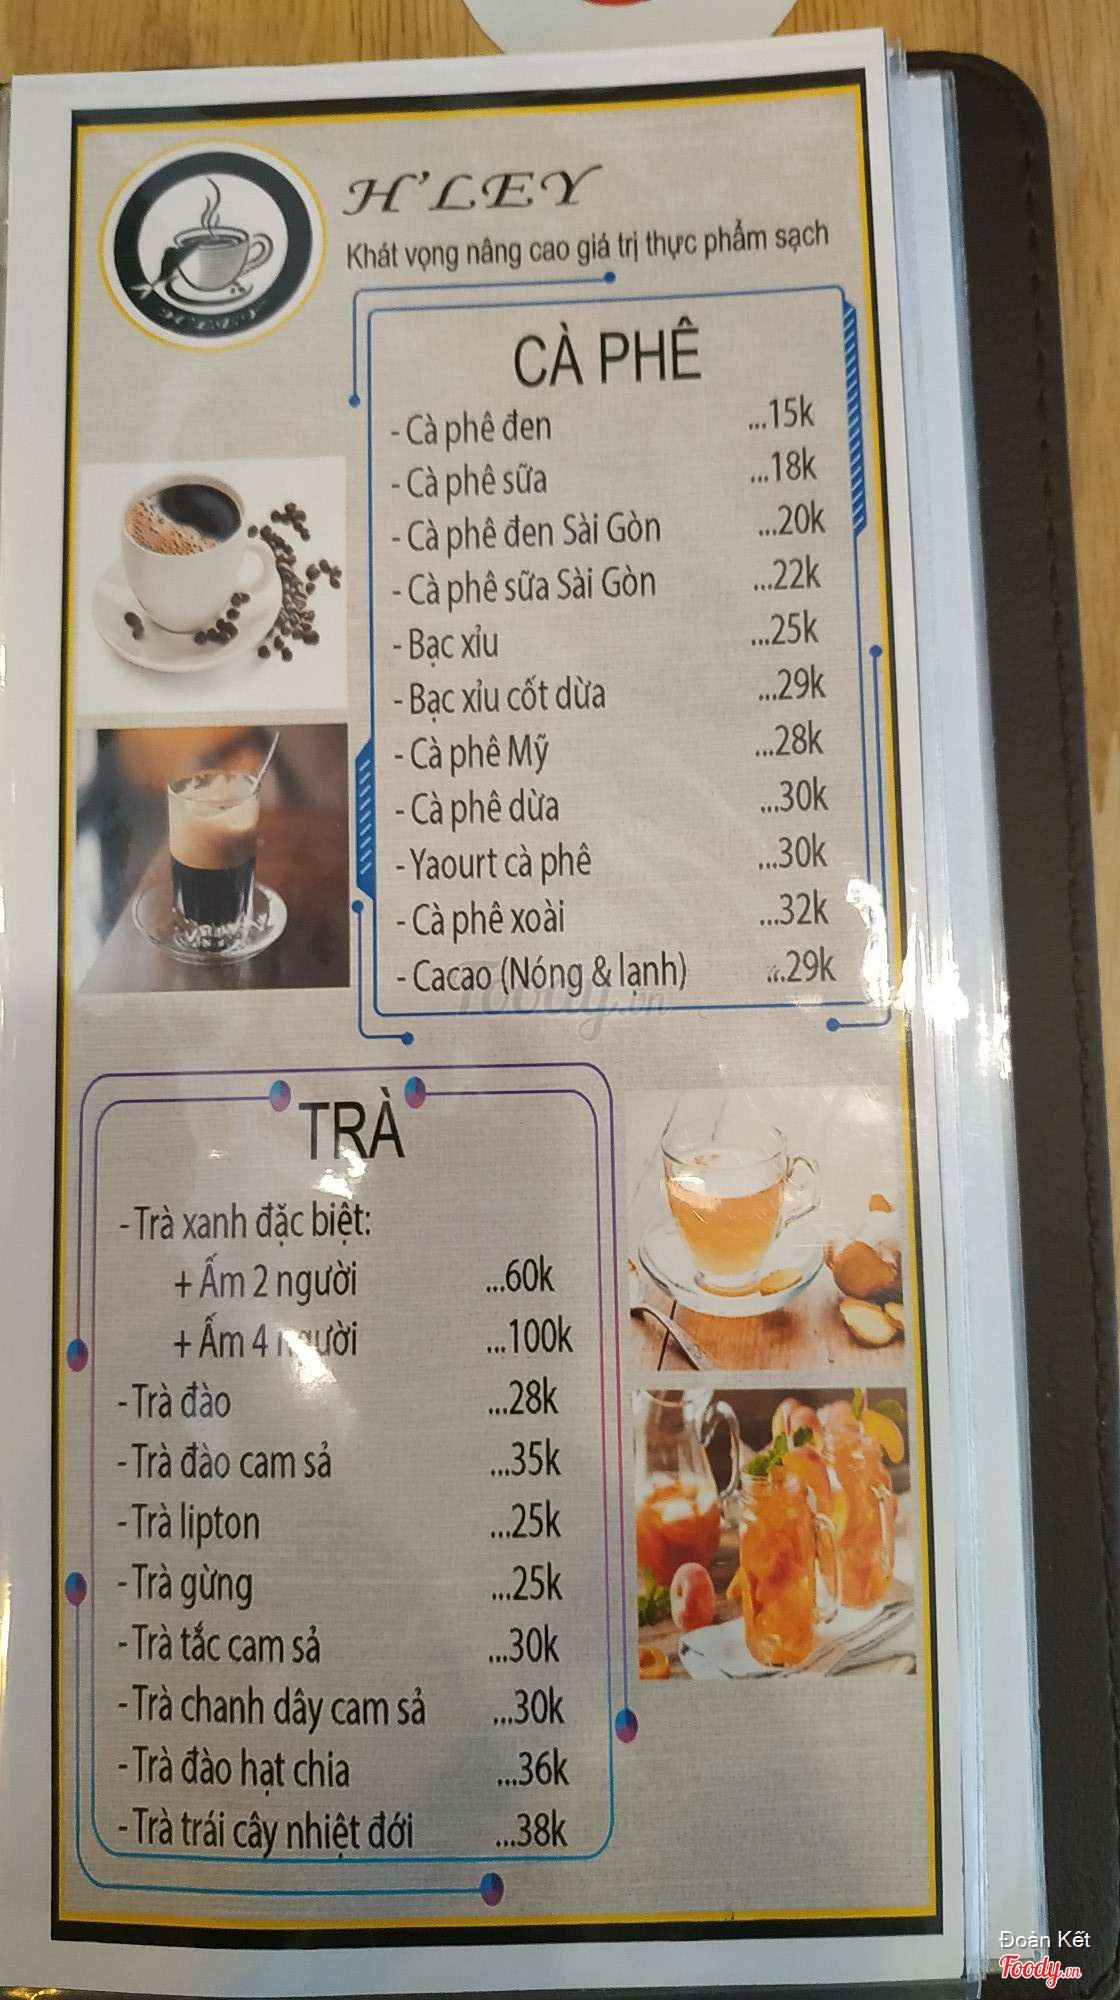 H'LEY
Khát vọng nâng cao giá trị thực phẩm sạch
CÀ PHÊ
- Cà phê đen ...15k
- Cà phê sữa ...18k
- Cà phê đen Sài Gòn ...20k
- Cà phê sữa Sài Gòn ...22k
- Bạc xỉu ...25k
- Bạc xỉu cốt dừa ...29k
- Cà phê Mỹ ...28k
- Cà phê dừa ...30k
- Yaourt cà phê ...30k
- Cà phê xoài ...32k
- Cacao (Nóng & lạnh) ...29k
Foody.vn
TRÀ
- Trà xanh đặc biệt:
+ Ấm 2 người ...60k
+ Ấm 4 người ...100k
- Trà đào ...28k
- Trà đào cam sả ...35k
- Trà lipton ...25k
- Trà gừng ...25k
- Trà tắc cam sả ...30k
- Trà chanh dây cam sả ...30k
- Trà đào hạt chia ...36k
- Trà trái cây nhiệt đới ...38k
Đoàn Kết
Foody.vn